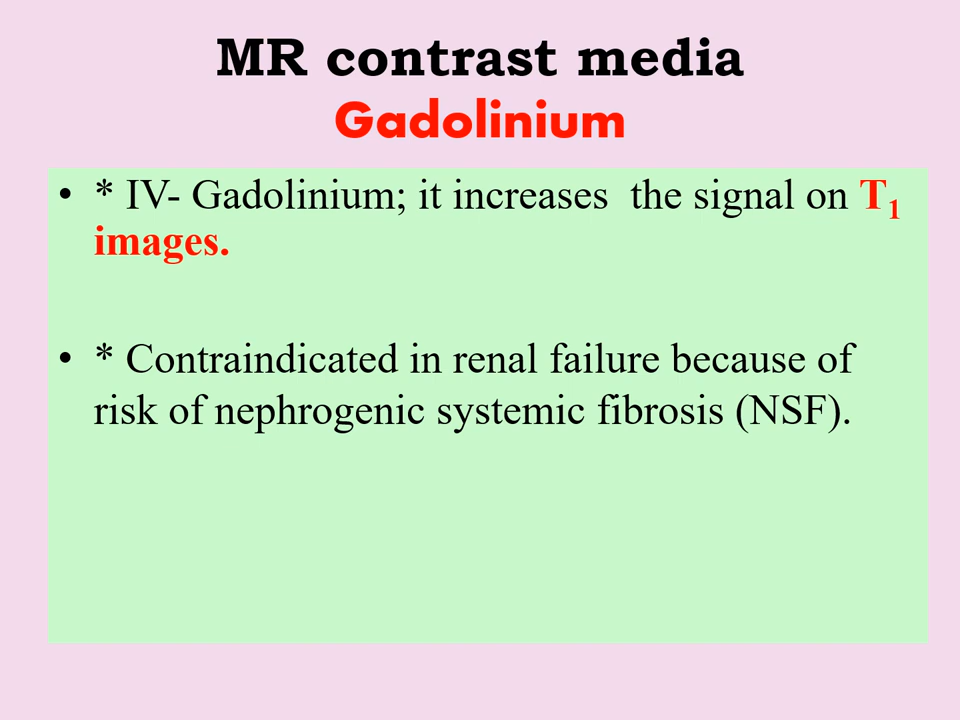 MR contrast media
Gadolinium
• * IV- Gadolinium; it increases  the signal on T₁
images.
• * Contraindicated in renal failure because of
risk of nephrogenic systemic fibrosis (NSF).